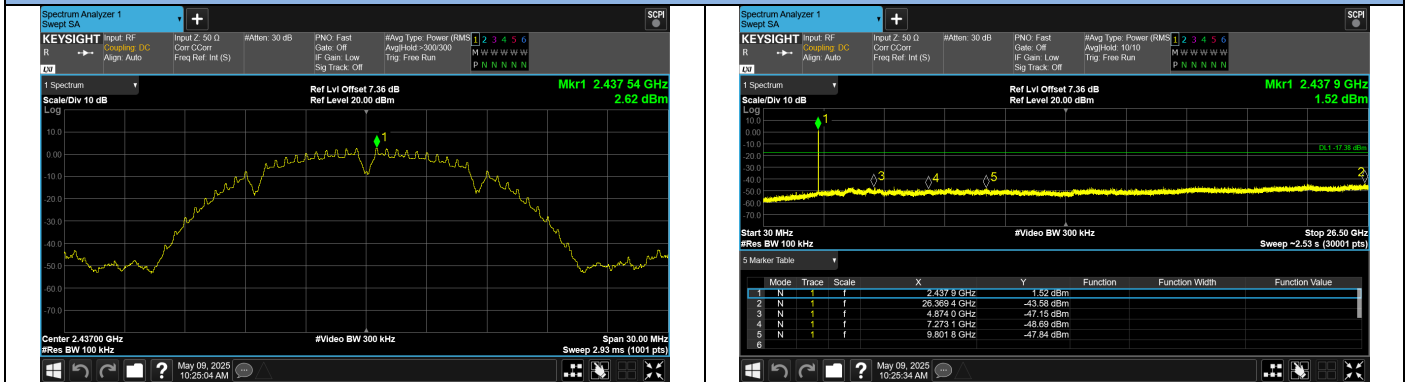 Spectrum Analyzer 1
Swept SA
+
SCPI
KEYSIGHT
R
LXI
Input: RF
Coupling: DC
Align: Auto
Input Z: 50 Ω
Corr CCorr
Freq Ref: Int (S)
#Atten: 30 dB
PNO: Fast
Gate: Off
IF Gain: Low
Sig Track: Off
#Avg Type: Power (RMS
Avg|Hold:>300/300
Trig: Free Run
1 2 3 4 5 6
M W W W W W
P N N N N N
1 Spectrum
Scale/Div 10 dB
Log
Ref Lvl Offset 7.36 dB
Ref Level 20.00 dBm
Mkr1 2.437 54 GHz
2.62 dBm
10.0
0.00
-10.0
-20.0
-30.0
-40.0
-50.0
-60.0
-70.0
1
Center 2.43700 GHz
#Res BW 100 kHz
#Video BW 300 kHz
Span 30.00 MHz
Sweep 2.93 ms (1001 pts)
?
May 09, 2025
10:25:04 AM
Spectrum Analyzer 1
Swept SA
+
SCPI
KEYSIGHT
R
LXI
Input: RF
Coupling: DC
Align: Auto
Input Z: 50 Ω
Corr CCorr
Freq Ref: Int (S)
#Atten: 30 dB
PNO: Fast
Gate: Off
IF Gain: Low
Sig Track: Off
#Avg Type: Power (RMS
Avg|Hold: 10/10
Trig: Free Run
1 2 3 4 5 6
M W W W W W
P N N N N N
1 Spectrum
Scale/Div 10 dB
Log
Ref Lvl Offset 7.36 dB
Ref Level 20.00 dBm
Mkr1 2.437 9 GHz
1.52 dBm
10.0
0.00
-10.0
-20.0
-30.0
-40.0
-50.0
-60.0
-70.0
1
DL1 -17.38 dBm
3
4
5
2
Start 30 MHz
#Res BW 100 kHz
#Video BW 300 kHz
Stop 26.50 GHz
Sweep ~2.53 s (30001 pts)
5 Marker Table
Mode Trace Scale X Y Function Function Width Function Value
1 N 1 f 2.437 9 GHz 1.52 dBm
2 N 1 f 26.369 4 GHz -43.58 dBm
3 N 1 f 4.874 0 GHz -47.15 dBm
4 N 1 f 7.273 1 GHz -48.69 dBm
5 N 1 f 9.801 8 GHz -47.84 dBm
6
?
May 09, 2025
10:25:34 AM